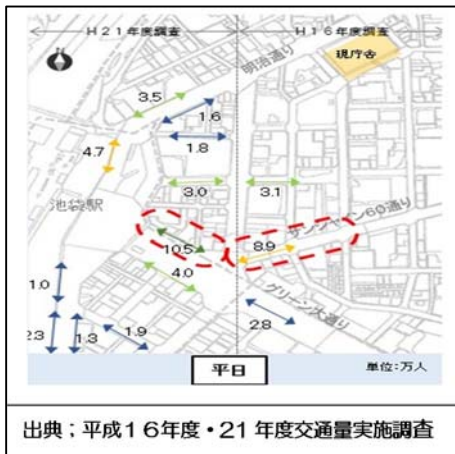 H21年度調査
H16年度調査
N
現庁舎
明治通り
3.5
1.6
1.8
4.7
3.0
3.1
池袋駅
サンシャイン60通り
10.5
8.9
4.0
グリーン大通り
1.0
2.3
1.3
1.9
2.8
平日
単位:万人
出典；平成16年度・21年度交通量実施調査